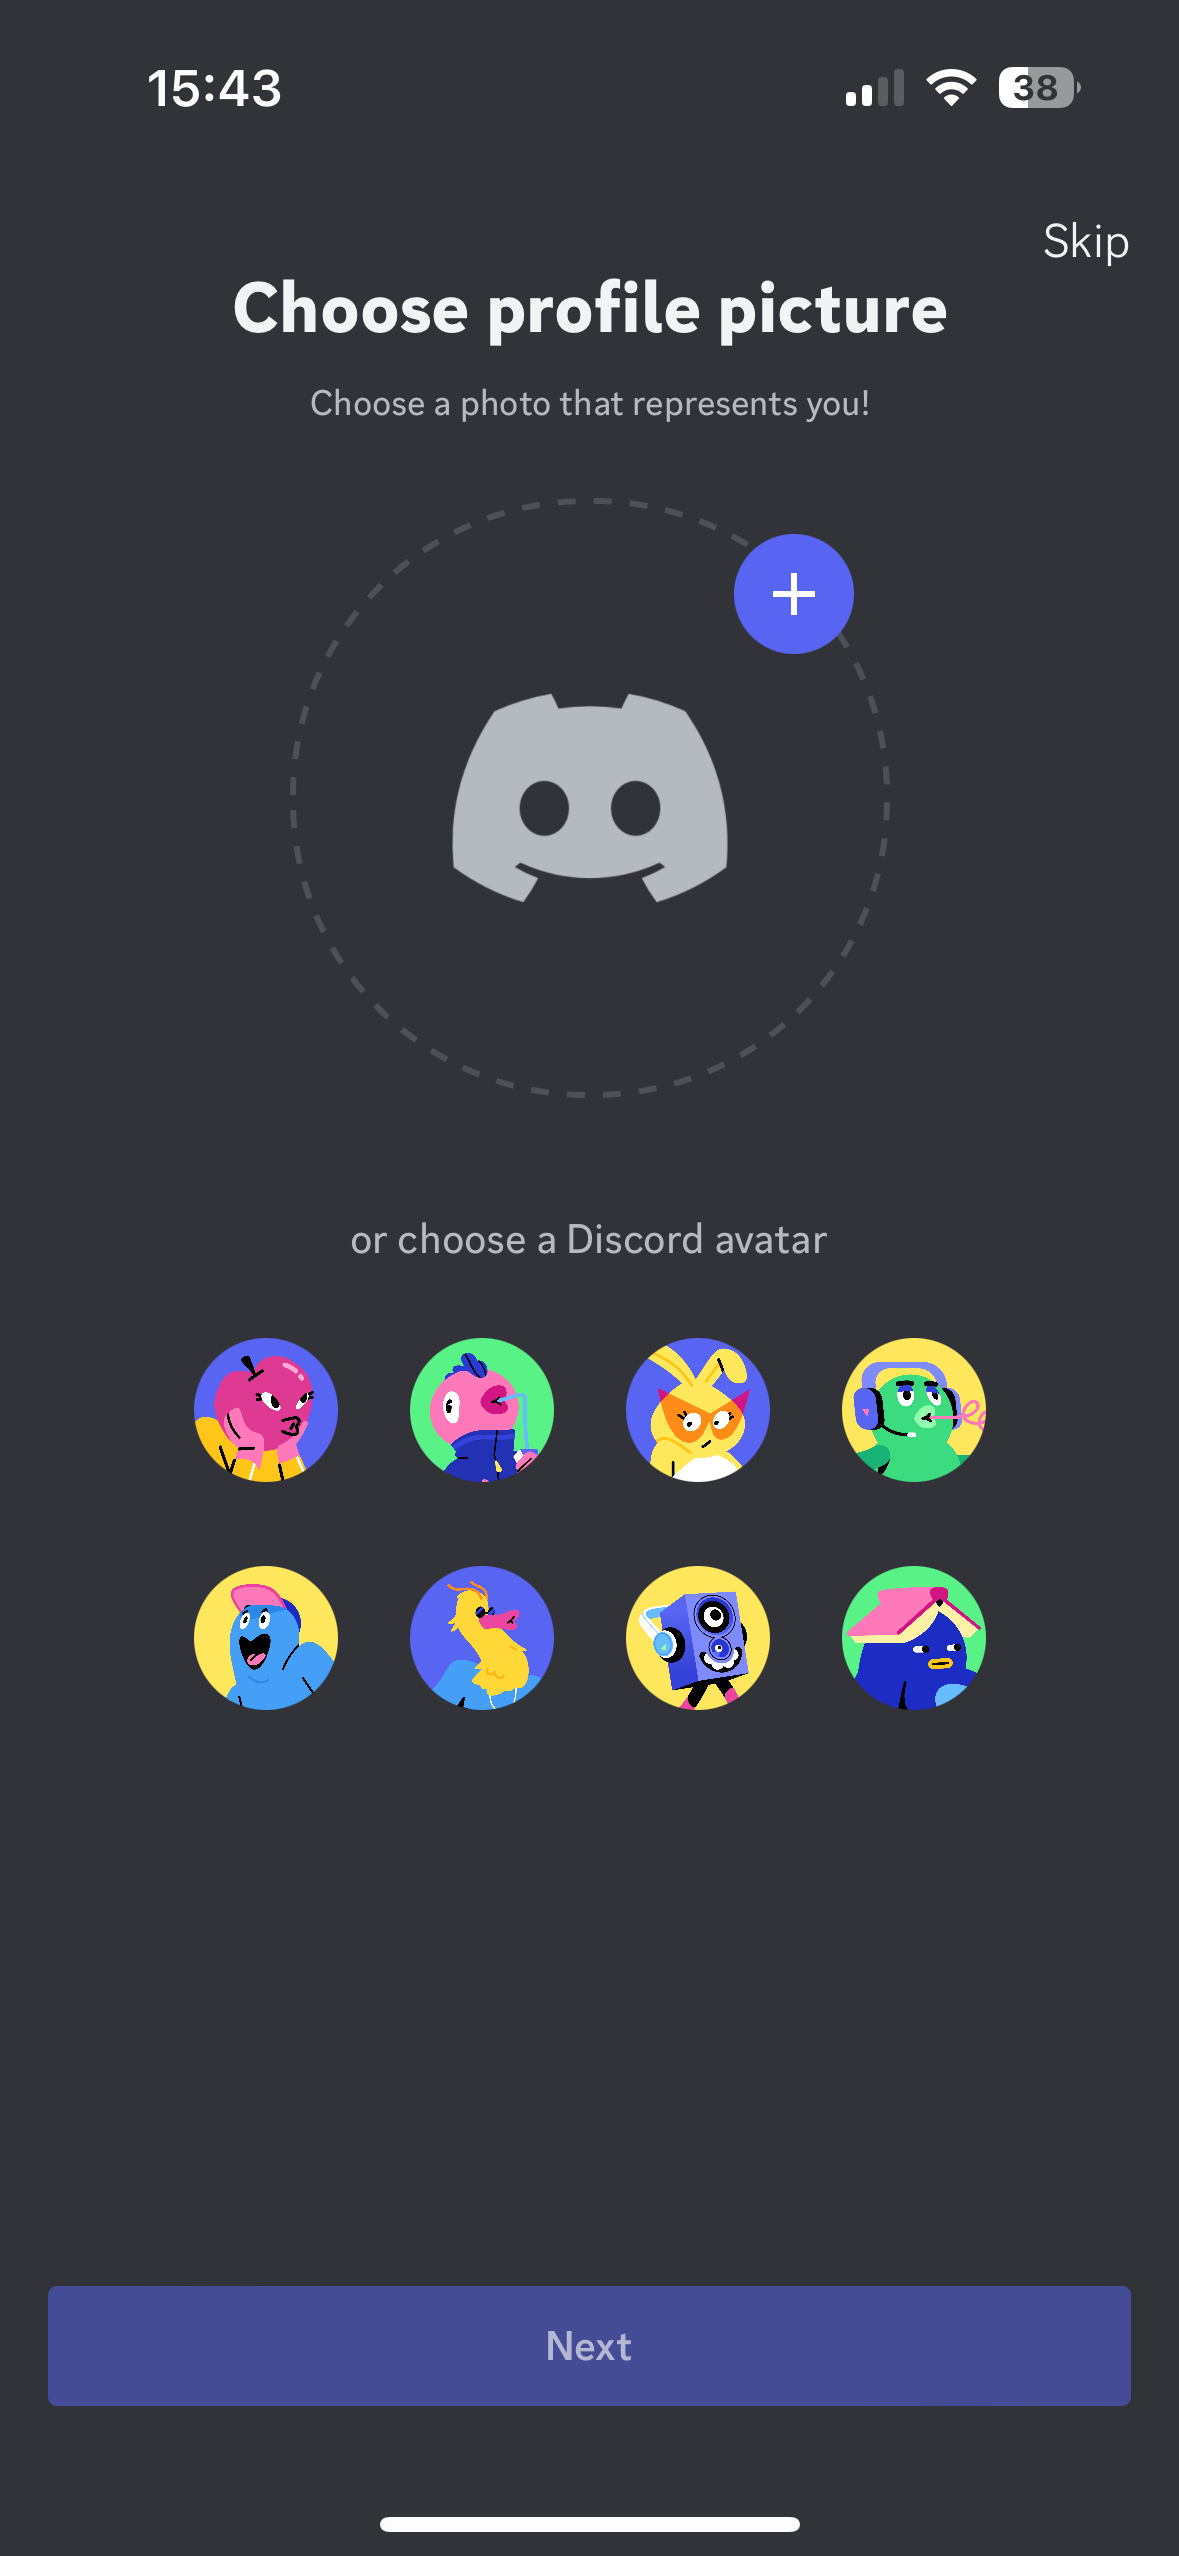 15:43
38
Skip
Choose profile picture
Choose a photo that represents you!
or choose a Discord avatar
Next